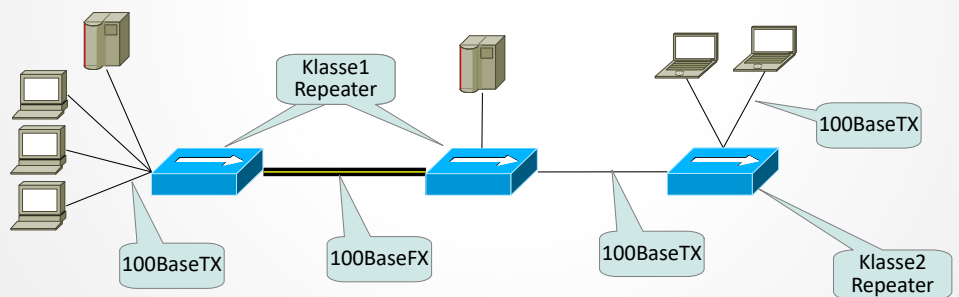 Klasse1
Repeater
100BaseTX
100BaseTX
100BaseFX
100BaseTX
Klasse2
Repeater